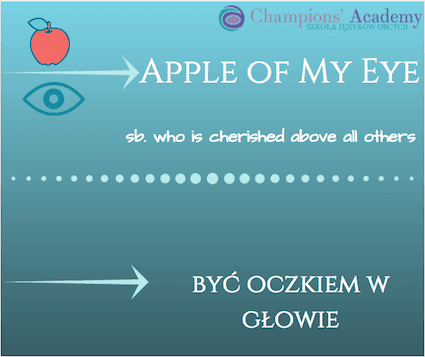 Champions' Academy
SZKOŁA JĘZYKÓW OBCYCH
APPLE OF MY EYE
sb. who is cherished above all others
BYĆ OCZKIEM W
GŁOWIE